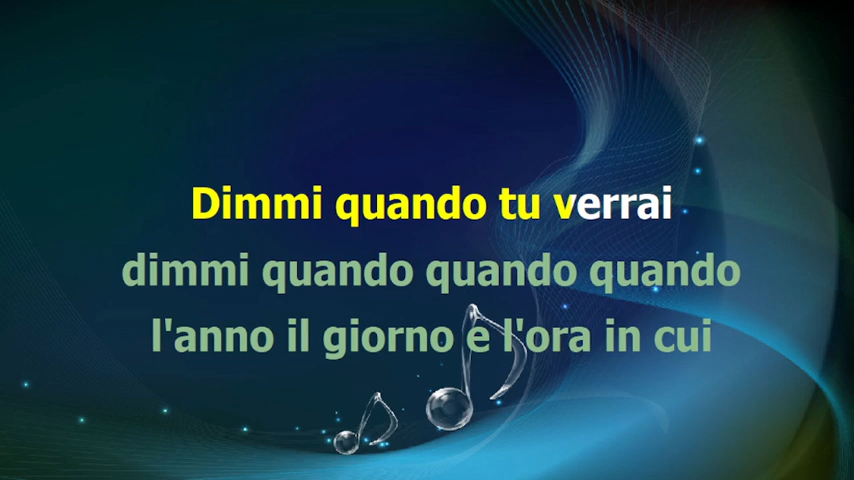 Dimmi quando tu verrai
dimmi quando quando quando
l'anno il giorno e l'ora in cui